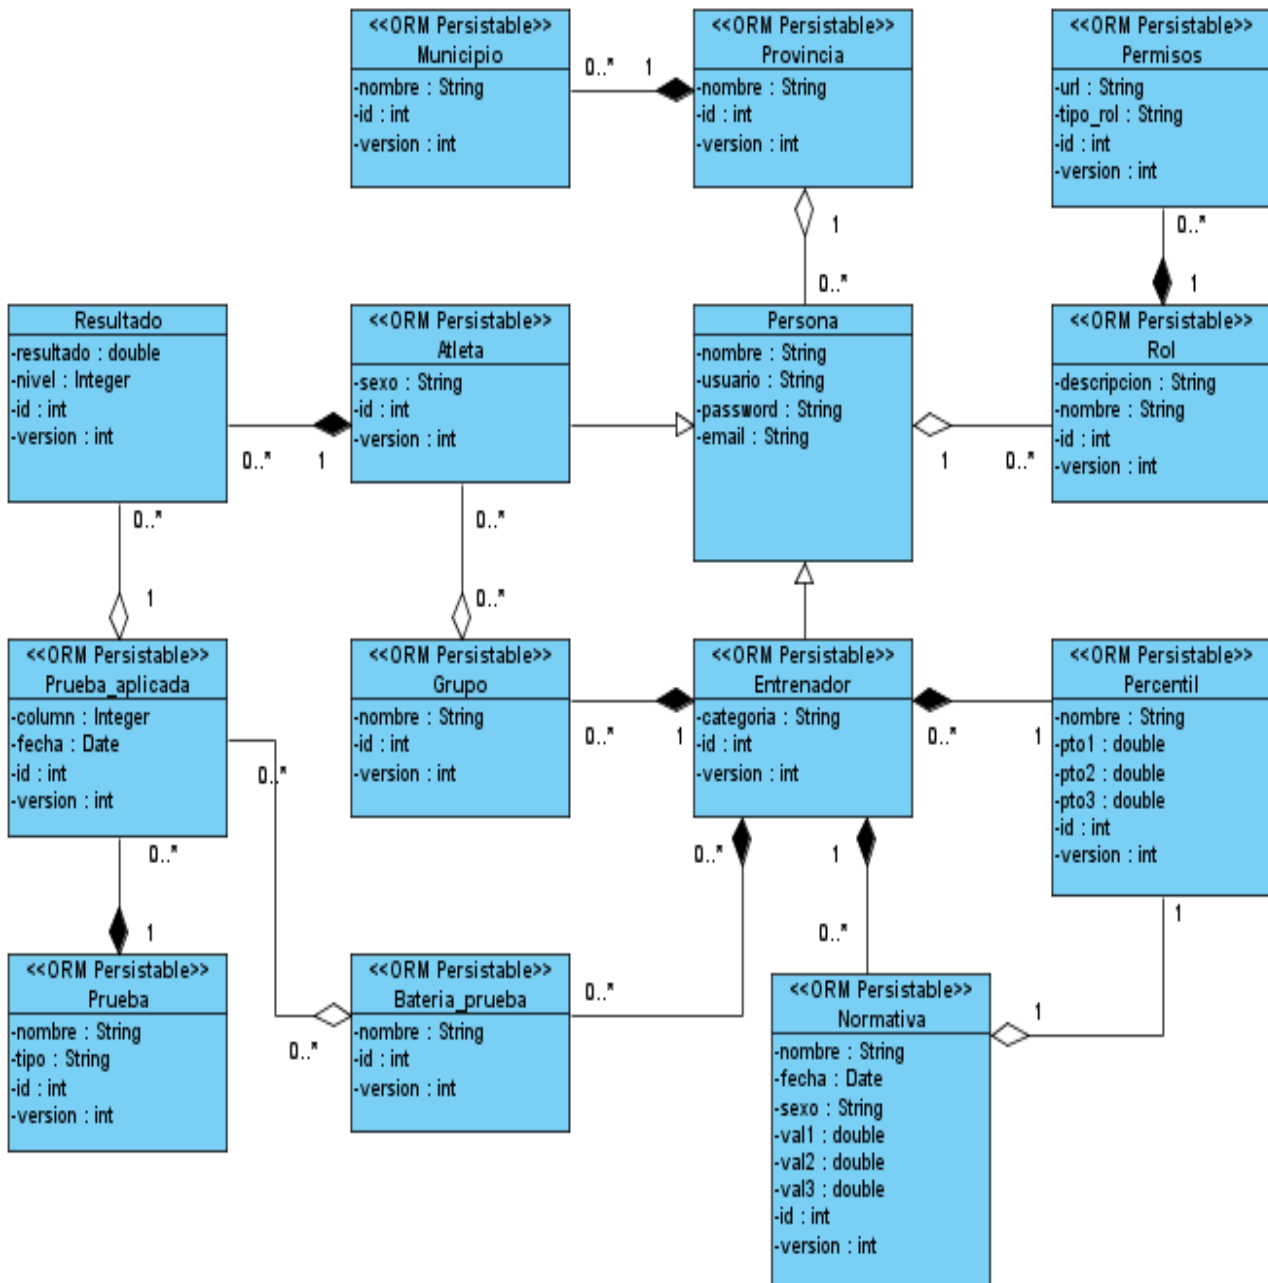 <<ORM Persistable>>
Municipio
-nombre : String
-id : int
-version : int
0..*
1
<<ORM Persistable>>
Provincia
-nombre : String
-id : int
-version : int
<<ORM Persistable>>
Permisos
-url : String
-tipo_rol : String
-id : int
-version : int
1
0..*
0..*
1
Resultado
-resultado : double
-nivel : Integer
-id : int
-version : int
0..*
1
<<ORM Persistable>>
Atleta
-sexo : String
-id : int
-version : int
Persona
-nombre : String
-usuario : String
-password : String
-email : String
1
0..*
<<ORM Persistable>>
Rol
-descripcion : String
-nombre : String
-id : int
-version : int
0..*
1
0..*
0..*
<<ORM Persistable>>
Prueba_aplicada
-column : Integer
-fecha : Date
-id : int
-version : int
0..*
<<ORM Persistable>>
Grupo
-nombre : String
-id : int
-version : int
0..*
1
<<ORM Persistable>>
Entrenador
-categoria : String
-id : int
-version : int
0..*
1
<<ORM Persistable>>
Percentil
-nombre : String
-pto1 : double
-pto2 : double
-pto3 : double
-id : int
-version : int
0..*
1
0..*
1
0..*
1
<<ORM Persistable>>
Prueba
-nombre : String
-tipo : String
-id : int
-version : int
0..*
<<ORM Persistable>>
Bateria_prueba
-nombre : String
-id : int
-version : int
0..*
<<ORM Persistable>>
Normativa
-nombre : String
-fecha : Date
-sexo : String
-val1 : double
-val2 : double
-val3 : double
-id : int
-version : int
1